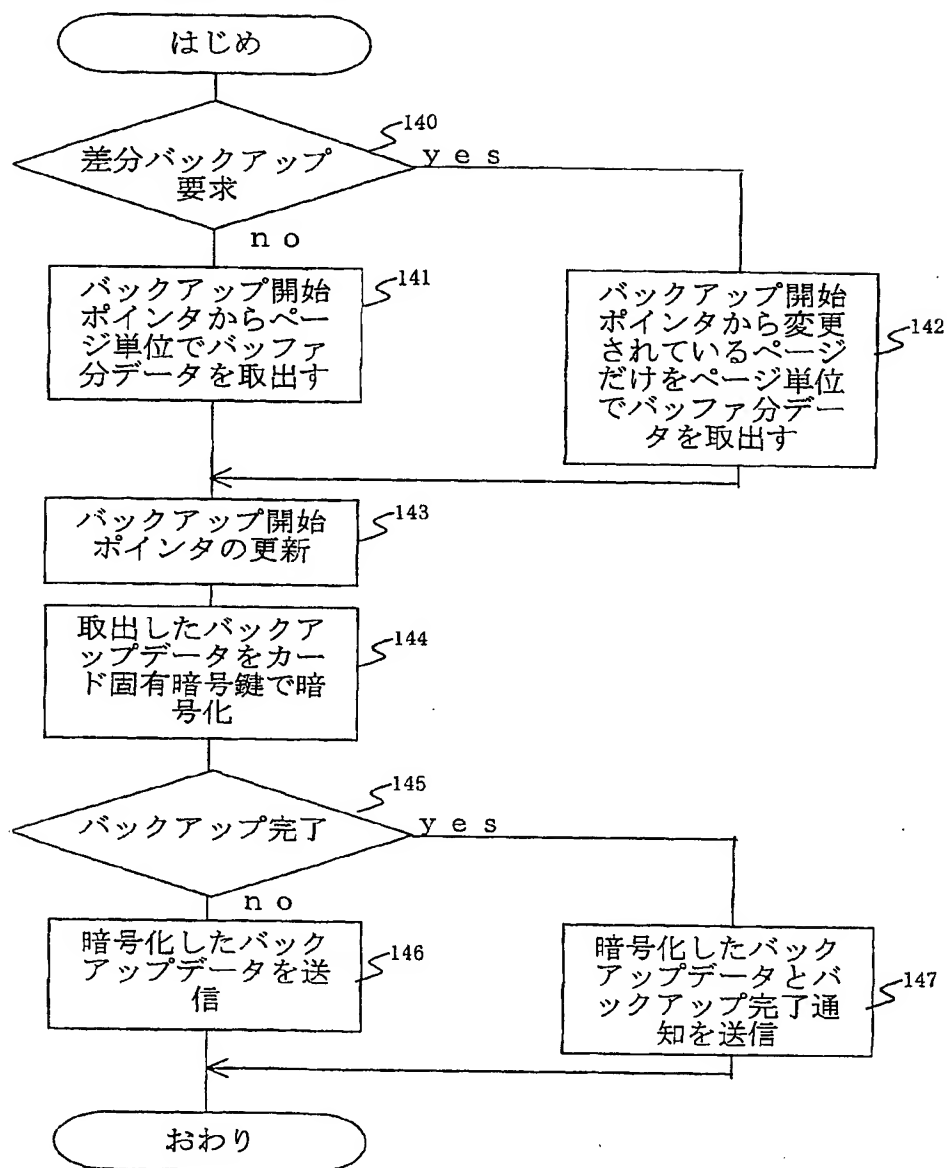 はじめ
140
差分バックアップ
要求
yes
no
バックアップ開始
ポインタからペー
ジ単位でバッファ
分データを取出す
141
バックアップ開始
ポインタから変更
されているページ
だけをページ単位
でバッファ分デー
タを取出す
142
バックアップ開始
ポインタの更新
143
取出したバックア
ップデータをカー
ド固有暗号鍵で暗
号化
144
145
バックアップ完了
yes
no
暗号化したバック
アップデータを送
信
146
暗号化したバック
アップデータとバ
ックアップ完了通
知を送信
147
おわり